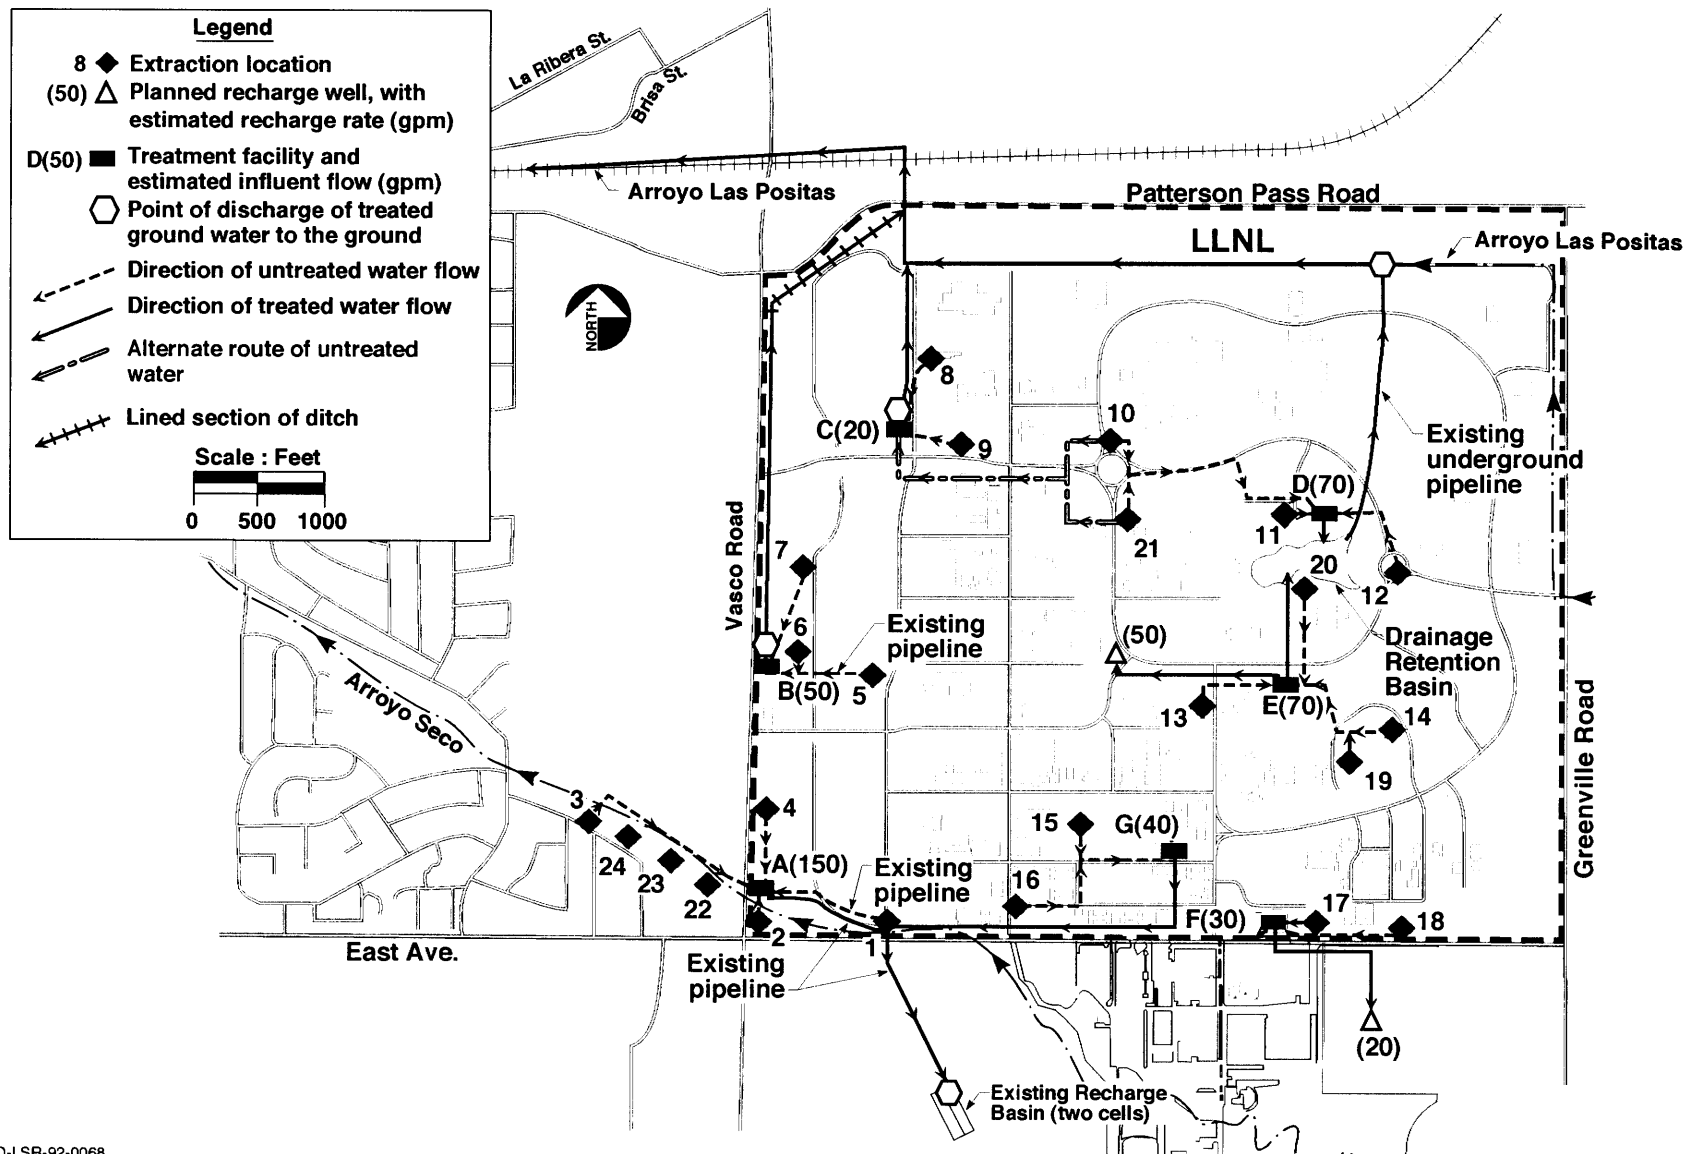 Legend
8 Extraction location
(50) Planned recharge well, with
estimated recharge rate (gpm)
D(50) Treatment facility and
estimated influent flow (gpm)
Point of discharge of treated
ground water to the ground
Direction of untreated water flow
Direction of treated water flow
Alternate route of untreated
water
Lined section of ditch
Scale : Feet
0 500 1000
La Ribera St.
Brisa St.
Arroyo Las Positas
Patterson Pass Road
LLNL
Arroyo Las Positas
NORTH
8
C(20)
9
10
Existing
underground
pipeline
D(70)
11
21
20
12
7
Vasco Road
6
Existing
pipeline
B(50)
5
(50)
Drainage
Retention
Basin
E(70)
13
14
19
Greenville Road
Arroyo Seco
3
4
24
23
22
A(150)
2
Existing
pipeline
1
15
G(40)
16
F(30)
17
18
East Ave.
Existing
pipeline
(20)
Existing Recharge
Basin (two cells)